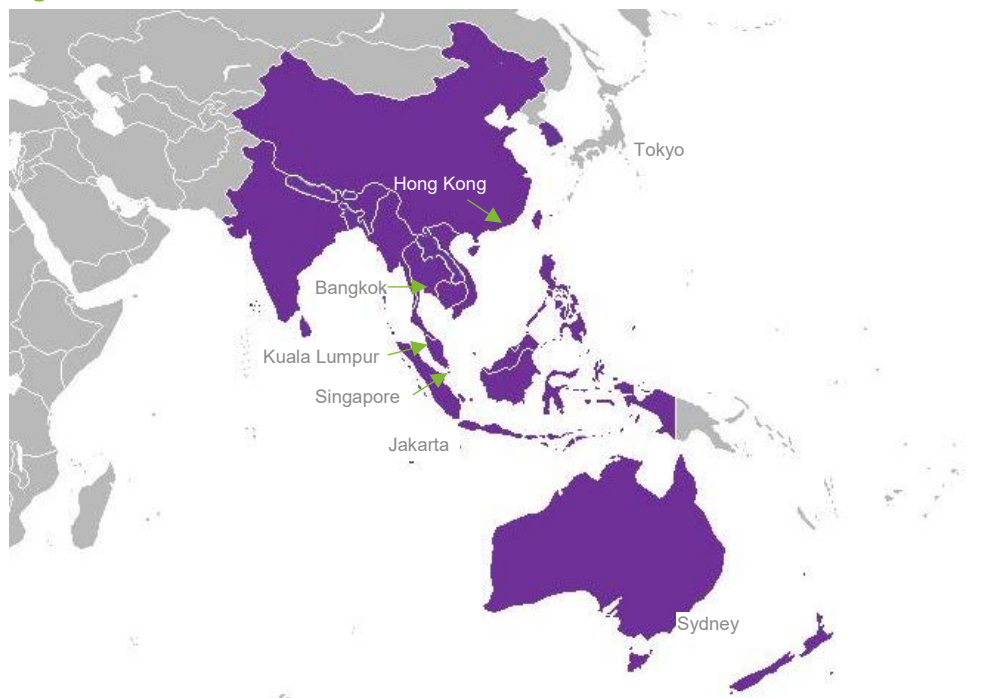 Tokyo
Hong Kong
Bangkok
Kuala Lumpur
Singapore
Jakarta
Sydney